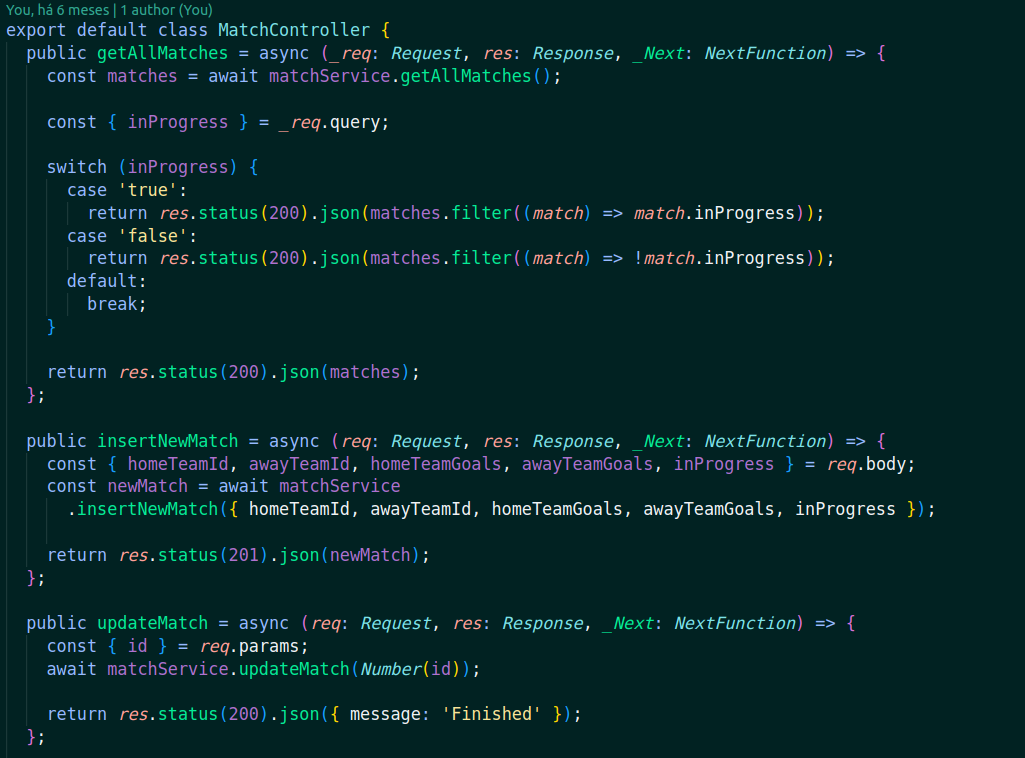 You, há 6 meses | 1 author (You)
export default class MatchController {
  public getAllMatches = async (_req: Request, res: Response, _Next: NextFunction) => {
    const matches = await matchService.getAllMatches();

    const { inProgress } = _req.query;

    switch (inProgress) {
      case 'true':
        return res.status(200).json(matches.filter((match) => match.inProgress));
      case 'false':
        return res.status(200).json(matches.filter((match) => !match.inProgress));
      default:
        break;
    }

    return res.status(200).json(matches);
  };

  public insertNewMatch = async (req: Request, res: Response, _Next: NextFunction) => {
    const { homeTeamId, awayTeamId, homeTeamGoals, awayTeamGoals, inProgress } = req.body;
    const newMatch = await matchService
      .insertNewMatch({ homeTeamId, awayTeamId, homeTeamGoals, awayTeamGoals, inProgress });

    return res.status(201).json(newMatch);
  };

  public updateMatch = async (req: Request, res: Response, _Next: NextFunction) => {
    const { id } = req.params;
    await matchService.updateMatch(Number(id));

    return res.status(200).json({ message: 'Finished' });
  };